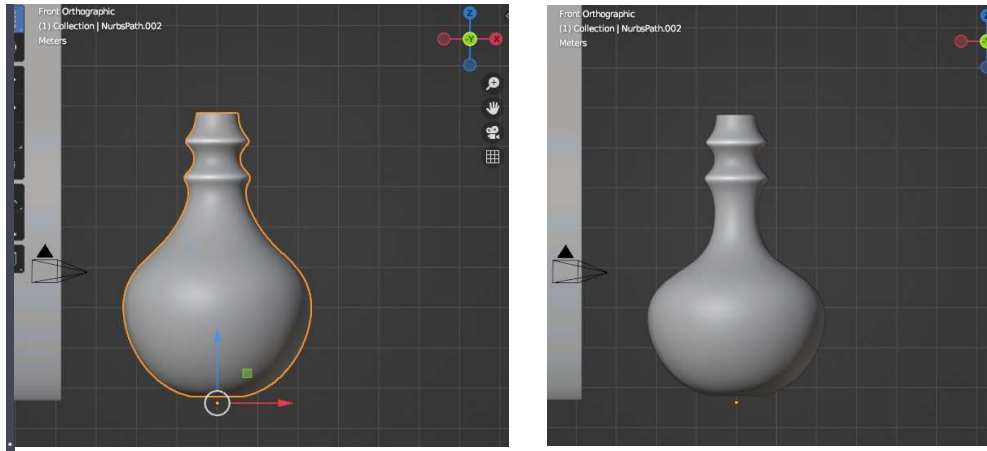 Front Orthographic
(1) Collection | NurbsPath.002
Meters
Z
-Y
X
Front Orthographic
(1) Collection | NurbsPath.002
Meters
Z
-Y